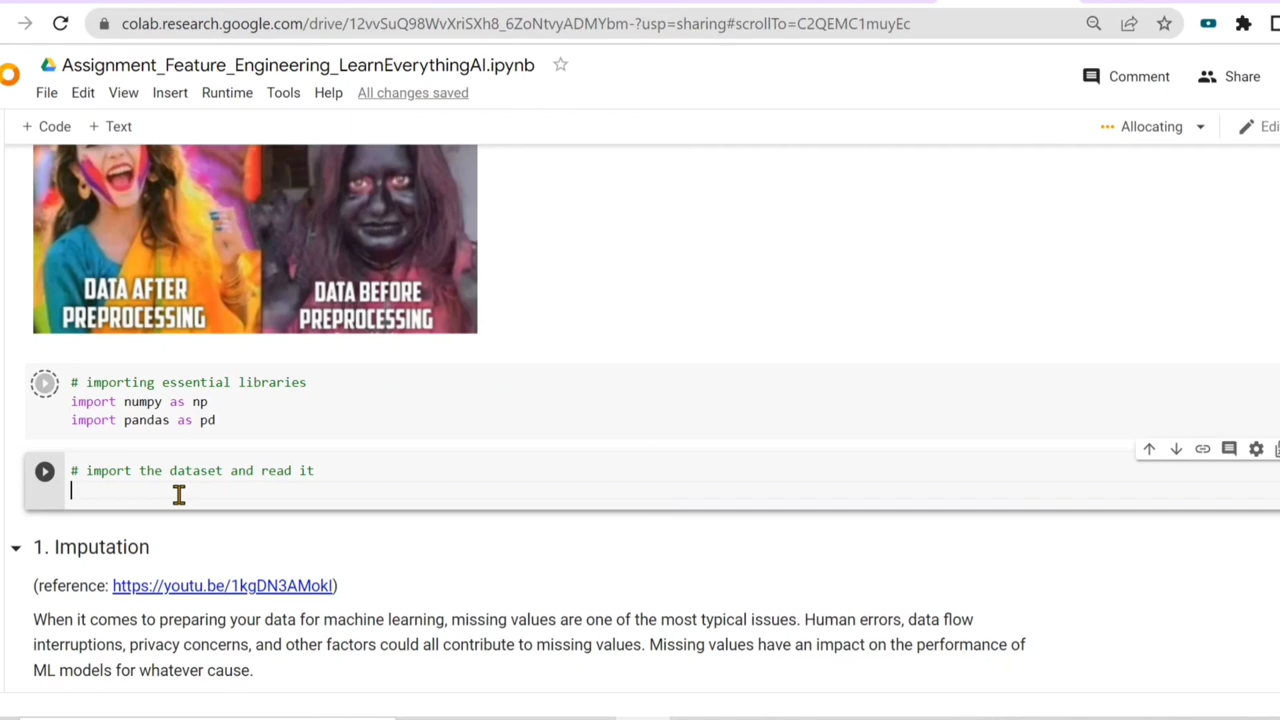 colab.research.google.com/drive/12vvSuQ98WvXriSXh8_6ZoNtvyADMYbm-?usp=sharing#scrollTo=C2QEMC1muyEc
Assignment_Feature_Engineering_LearnEverythingAI.ipynb
Comment
Share
File Edit View Insert Runtime Tools Help All changes saved
+ Code + Text
Allocating
Edi
DATA AFTER
PREPROCESSING
DATA BEFORE
PREPROCESSING
# importing essential libraries
import numpy as np
import pandas as pd
# import the dataset and read it
1. Imputation
(reference: https://youtu.be/1kgDN3AMokI)
When it comes to preparing your data for machine learning, missing values are one of the most typical issues. Human errors, data flow
interruptions, privacy concerns, and other factors could all contribute to missing values. Missing values have an impact on the performance of
ML models for whatever cause.